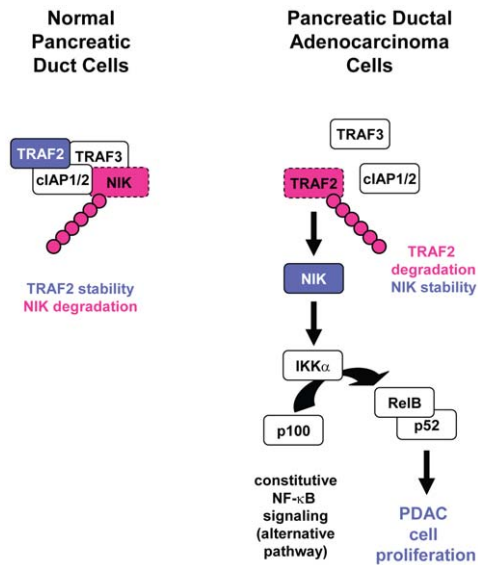 Normal
Pancreatic
Duct Cells
TRAF2
TRAF3
cIAP1/2
NIK
TRAF2 stability
NIK degradation
Pancreatic Ductal
Adenocarcinoma
Cells
TRAF3
TRAF2
cIAP1/2
TRAF2
degradation
NIK stability
NIK
IKKα
RelB
p52
p100
constitutive
NF-κB
signaling
(alternative
pathway)
PDAC
cell
proliferation